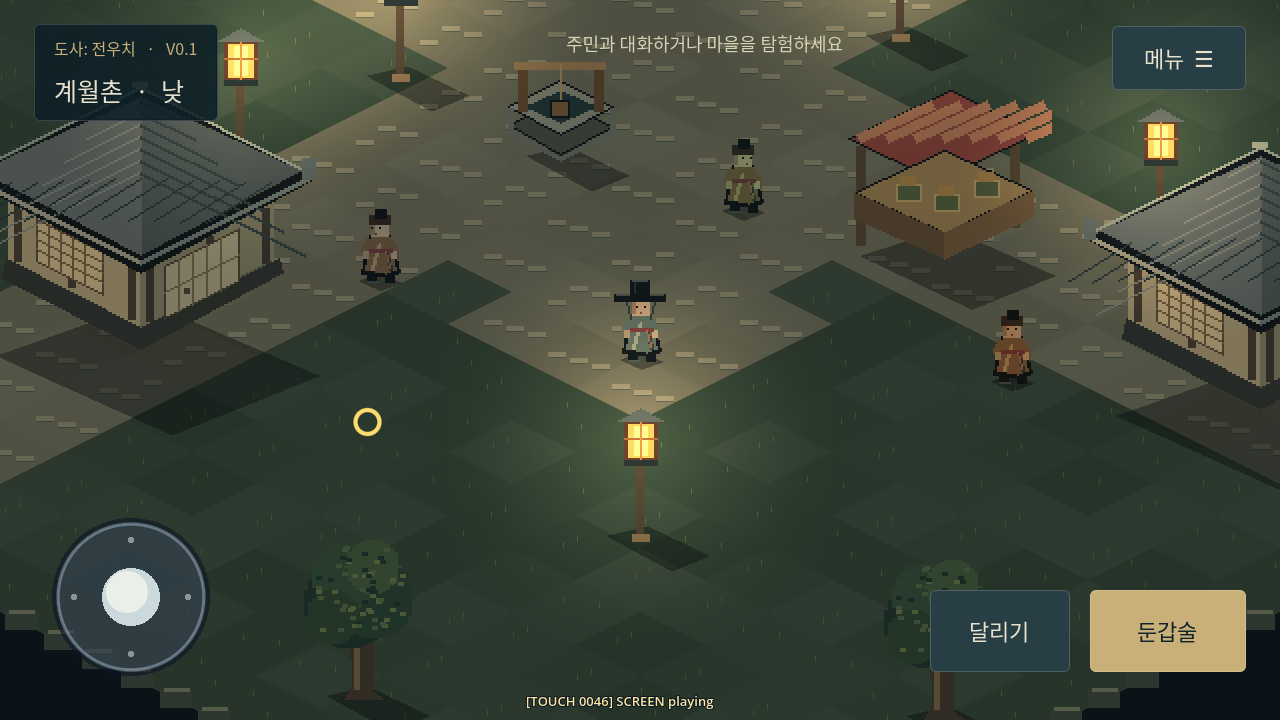 도사: 전우치 · V0.1
계월촌 · 낮
주민과 대화하거나 마을을 탐험하세요
메뉴 ☰
달리기
둔갑술
[TOUCH 0046] SCREEN playing